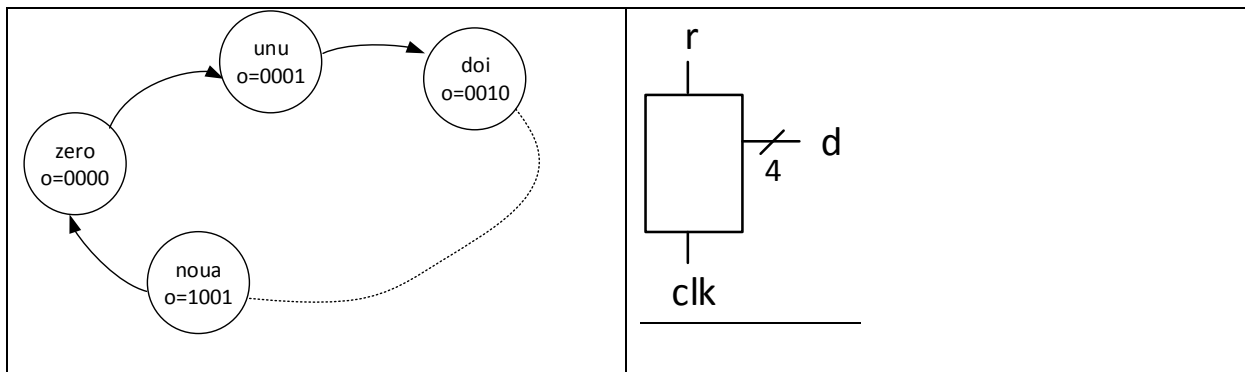 unu
o=0001
doi
o=0010
zero
o=0000
noua
o=1001
r
d
4
clk